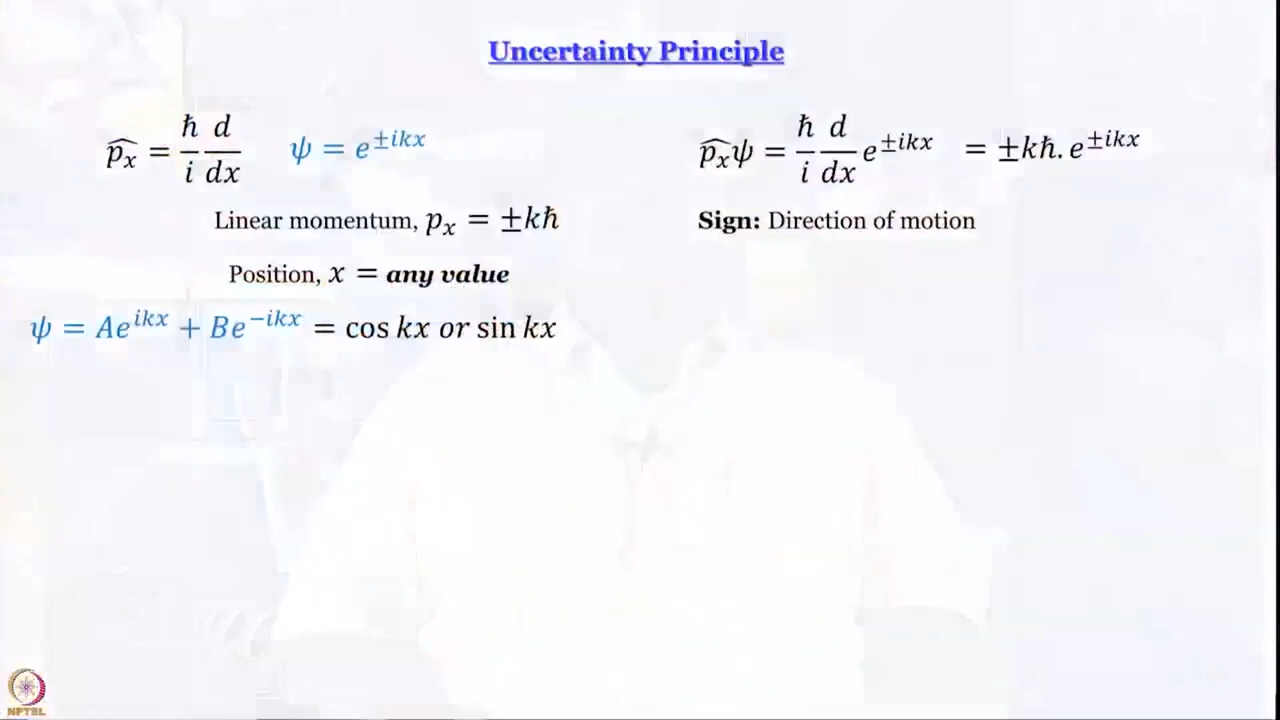 Uncertainty Principle
p̂ₓ = ħ/i d/dx   ψ = e^{±ikx}   p̂ₓψ = ħ/i d/dx e^{±ikx} = ±kħ. e^{±ikx}
Linear momentum, pₓ = ±kħ   Sign: Direction of motion
Position, x = any value
ψ = Ae^{ikx} + Be^{−ikx} = cos kx or sin kx
NPTEL